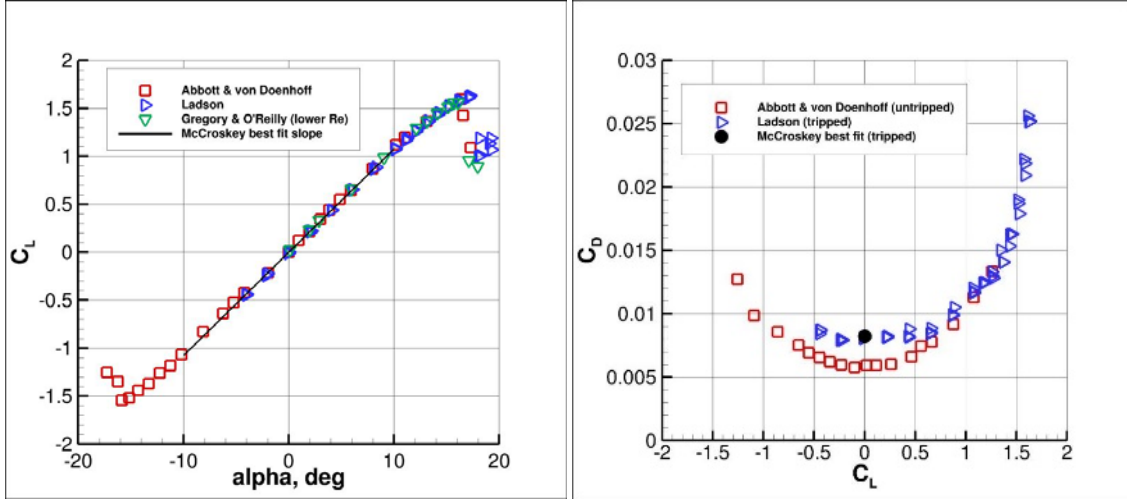 2
1.5
1
0.5
0
-0.5
-1
-1.5
-2
C_L
Abbott & von Doenhoff
Ladson
Gregory & O'Reilly (lower Re)
McCroskey best fit slope
-20
-10
0
10
20
alpha, deg
0.03
0.025
0.02
0.015
0.01
0.005
0
C_D
Abbott & von Doenhoff (untripped)
Ladson (tripped)
McCroskey best fit (tripped)
-2
-1.5
-1
-0.5
0
0.5
1
1.5
2
C_L